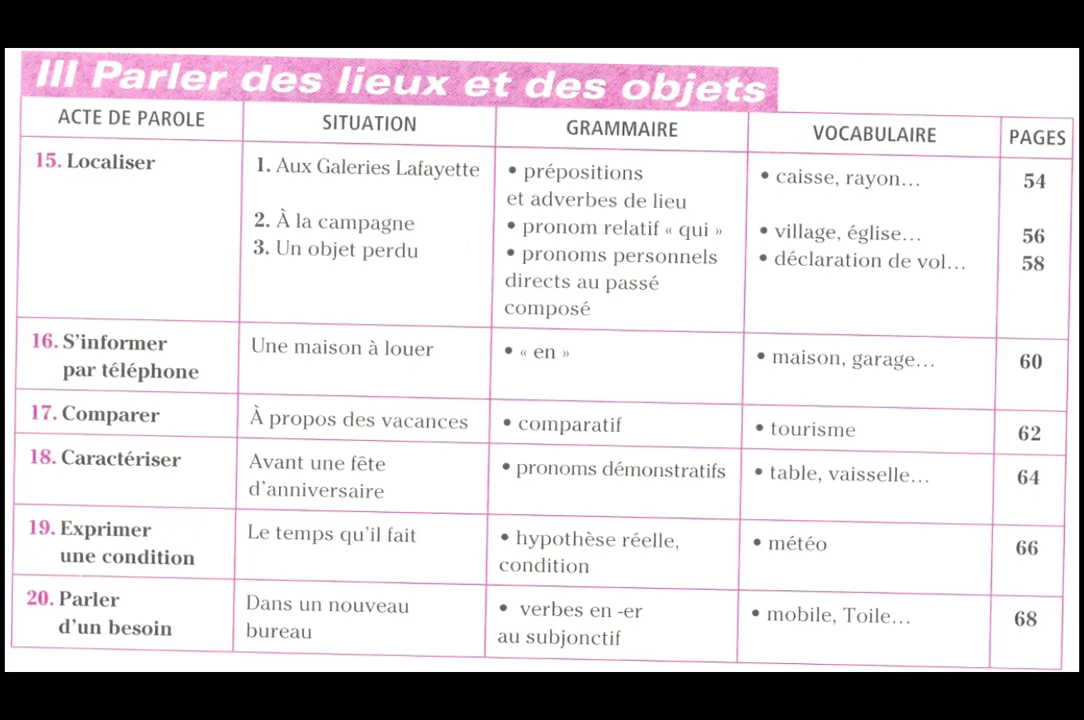 III Parler des lieux et des objets
ACTE DE PAROLE SITUATION GRAMMAIRE VOCABULAIRE PAGES
15. Localiser 1. Aux Galeries Lafayette • prépositions • caisse, rayon... 54
et adverbes de lieu
2. À la campagne • pronom relatif « qui » • village, église... 56
3. Un objet perdu • pronoms personnels • déclaration de vol... 58
directs au passé
composé
16. S'informer Une maison à louer • « en » • maison, garage... 60
par téléphone
17. Comparer À propos des vacances • comparatif • tourisme 62
18. Caractériser Avant une fête • pronoms démonstratifs • table, vaisselle... 64
d'anniversaire
19. Exprimer Le temps qu'il fait • hypothèse réelle, • météo 66
une condition condition
20. Parler Dans un nouveau • verbes en -er • mobile, Toile... 68
d'un besoin bureau au subjonctif